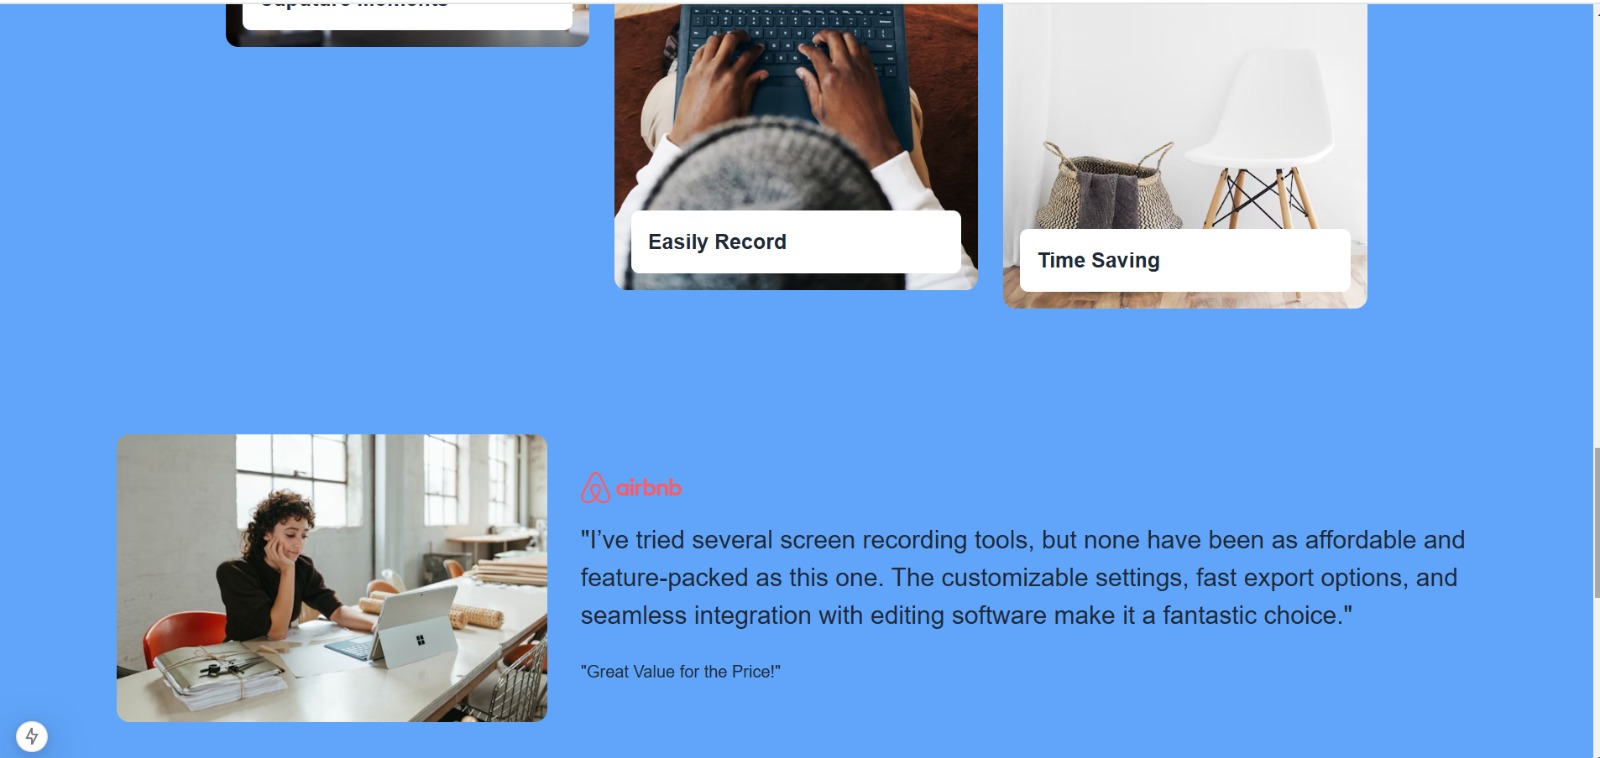 Easily Record
Time Saving
airbnb
"I’ve tried several screen recording tools, but none have been as affordable and
feature-packed as this one. The customizable settings, fast export options, and
seamless integration with editing software make it a fantastic choice."
"Great Value for the Price!"